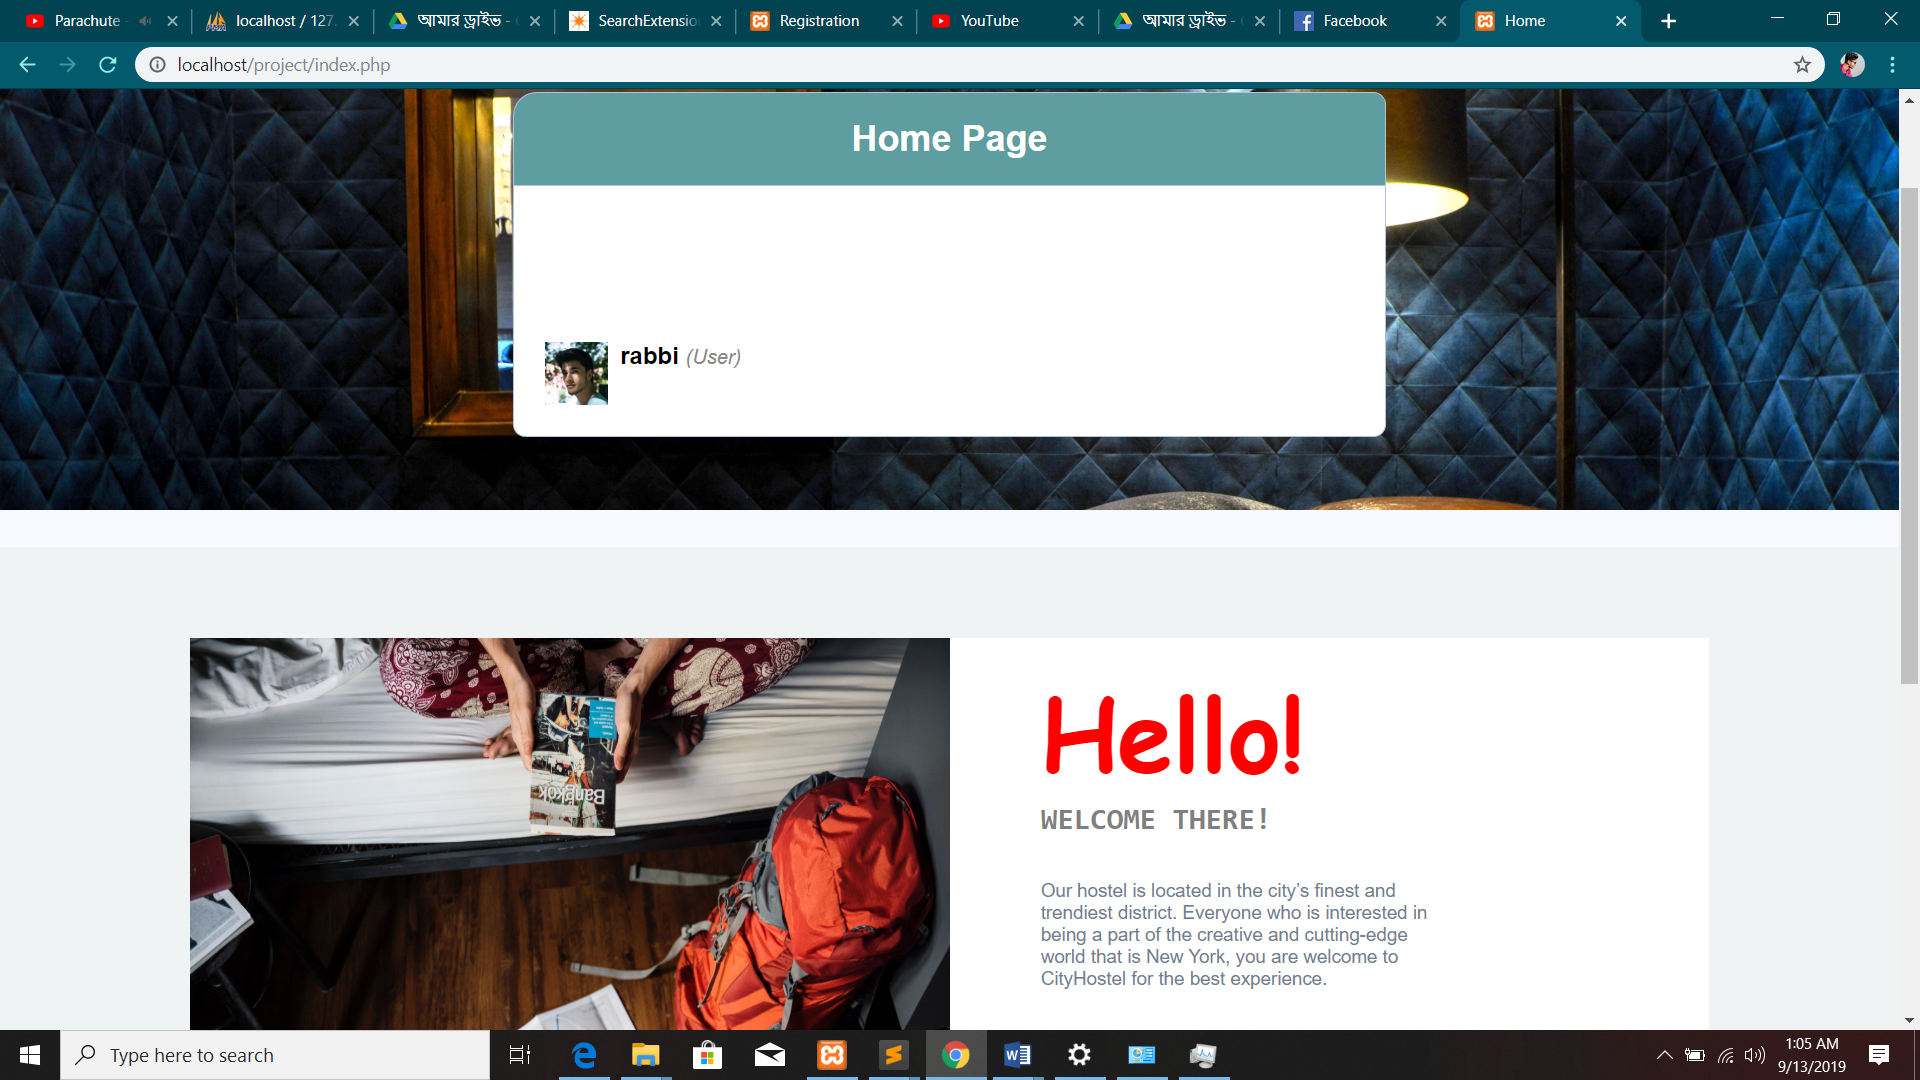 Parachute
localhost / 127.
আমার ড্রাইভ -
SearchExtensio
Registration
YouTube
আমার ড্রাইভ -
Facebook
Home
localhost/project/index.php
Home Page
rabbi (User)
Bangkok
Hello!
WELCOME THERE!
Our hostel is located in the city’s finest and
trendiest district. Everyone who is interested in
being a part of the creative and cutting-edge
world that is New York, you are welcome to
CityHostel for the best experience.
Type here to search
1:05 AM
9/13/2019